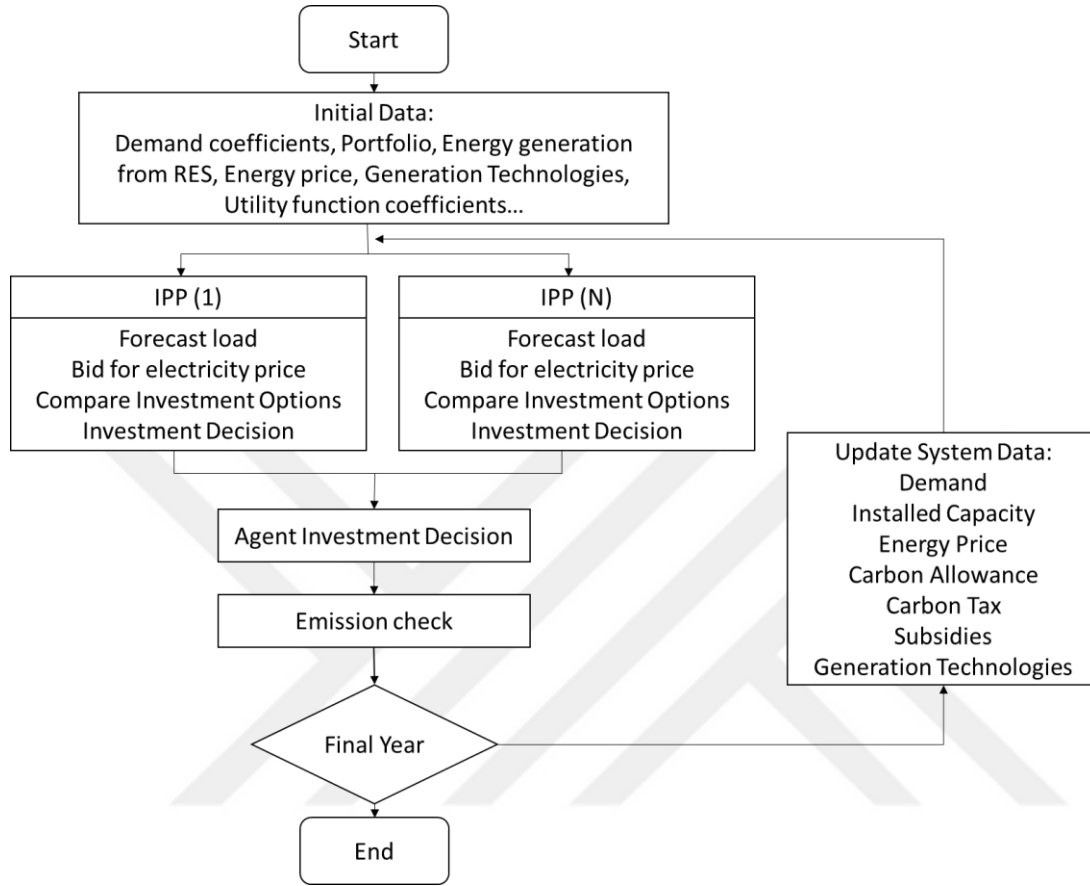 Start
Initial Data:
Demand coefficients, Portfolio, Energy generation
from RES, Energy price, Generation Technologies,
Utility function coefficients...
IPP (1)
Forecast load
Bid for electricity price
Compare Investment Options
Investment Decision
IPP (N)
Forecast load
Bid for electricity price
Compare Investment Options
Investment Decision
Agent Investment Decision
Emission check
Final Year
End
Update System Data:
Demand
Installed Capacity
Energy Price
Carbon Allowance
Carbon Tax
Subsidies
Generation Technologies